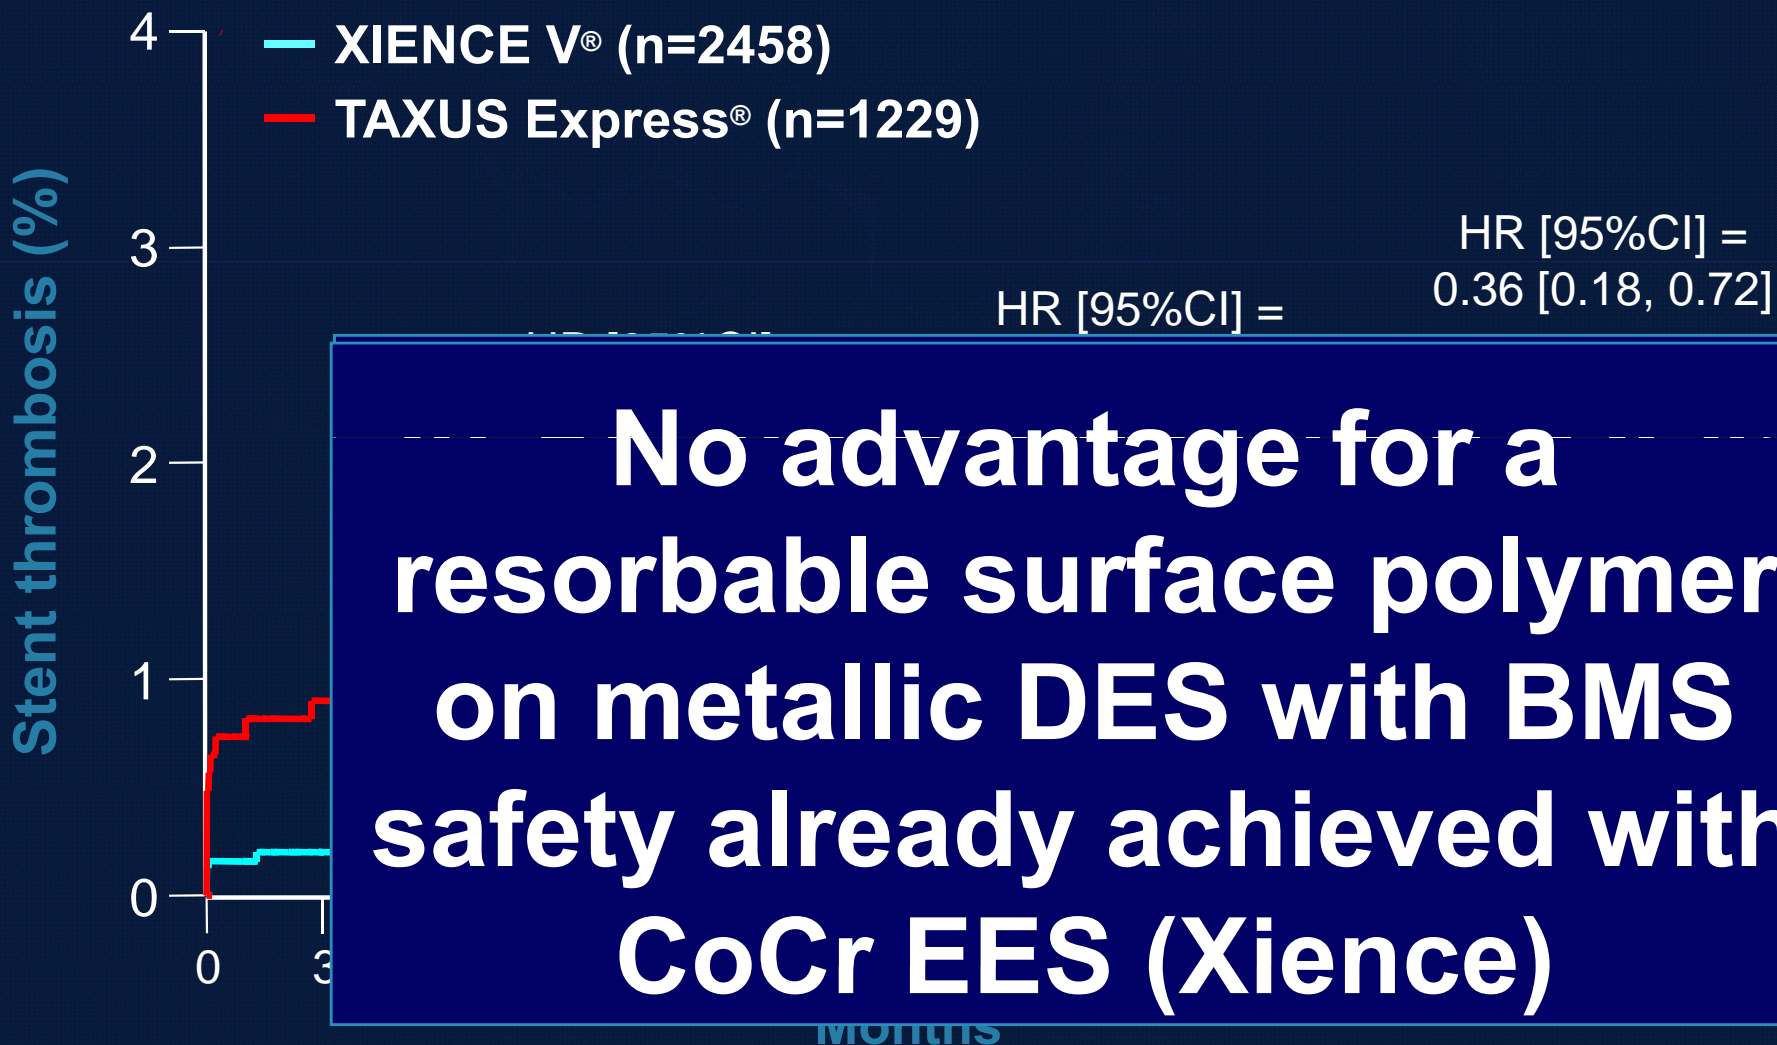 4
XIENCE V® (n=2458)
TAXUS Express® (n=1229)
Stent thrombosis (%)
3
HR [95%CI] =
0.36 [0.18, 0.72]
HR [95%CI] =
No advantage for a
resorbable surface polymer
on metallic DES with BMS
safety already achieved with
CoCr EES (Xience)
2
1
0
0
3
Months